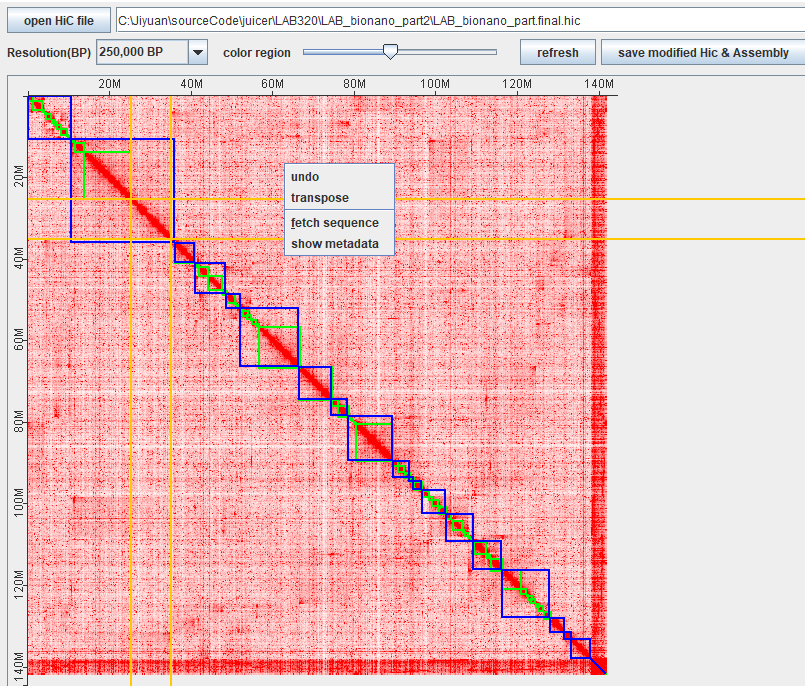 open HiC file C:\Jiyuan\sourceCode\juicer\LAB320\LAB_bionano_part2\LAB_bionano_part.final.hic
Resolution(BP) 250,000 BP color region refresh save modified Hic & Assembly
20M 40M 60M 80M 100M 120M 140M
undo
transpose
fetch sequence
show metadata
20M
40M
60M
80M
100M
120M
140M